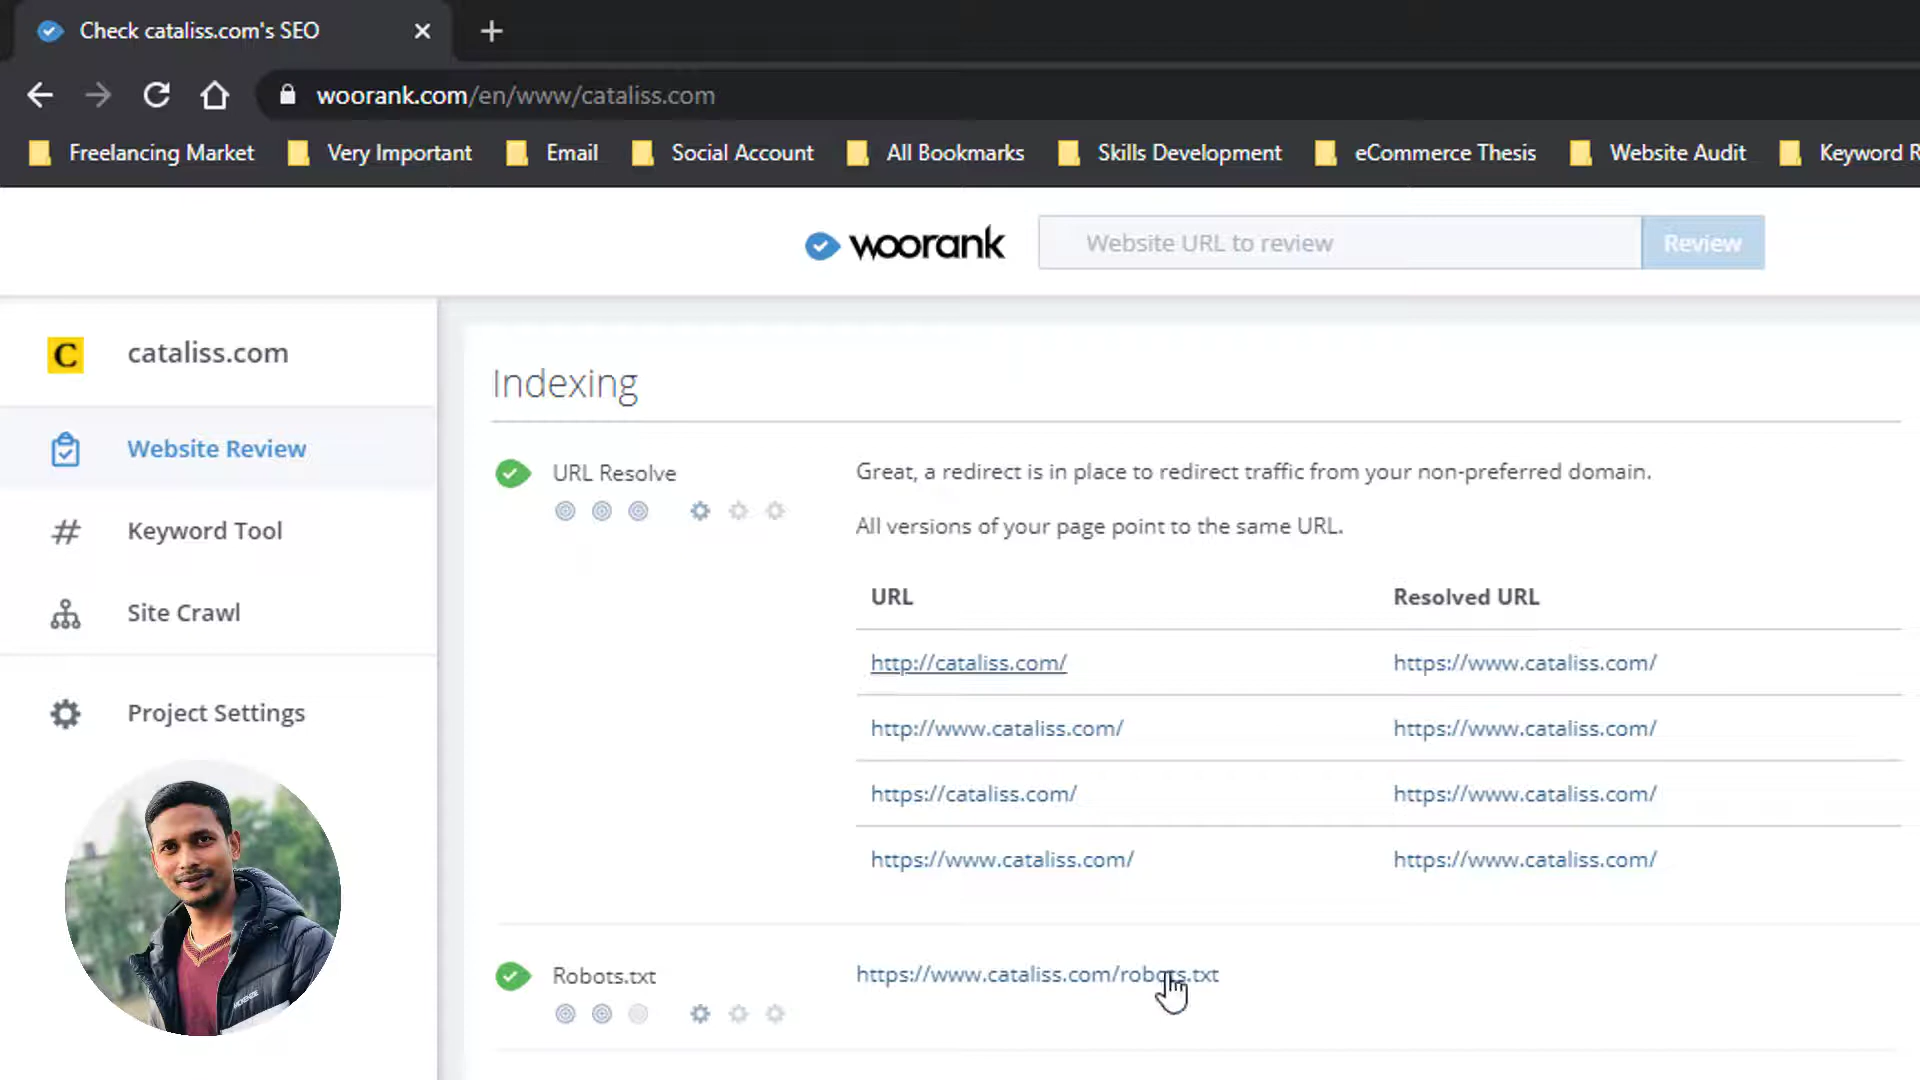 Check cataliss.com's SEO
woorank.com/en/www/cataliss.com
Freelancing Market Very Important Email Social Account All Bookmarks Skills Development eCommerce Thesis Website Audit Keyword R
woorank Website URL to review Review
C cataliss.com
Website Review
Keyword Tool
Site Crawl
Project Settings
Indexing
URL Resolve
Great, a redirect is in place to redirect traffic from your non-preferred domain.
All versions of your page point to the same URL.
URL Resolved URL
http://cataliss.com/ https://www.cataliss.com/
http://www.cataliss.com/ https://www.cataliss.com/
https://cataliss.com/ https://www.cataliss.com/
https://www.cataliss.com/ https://www.cataliss.com/
Robots.txt https://www.cataliss.com/robots.txt